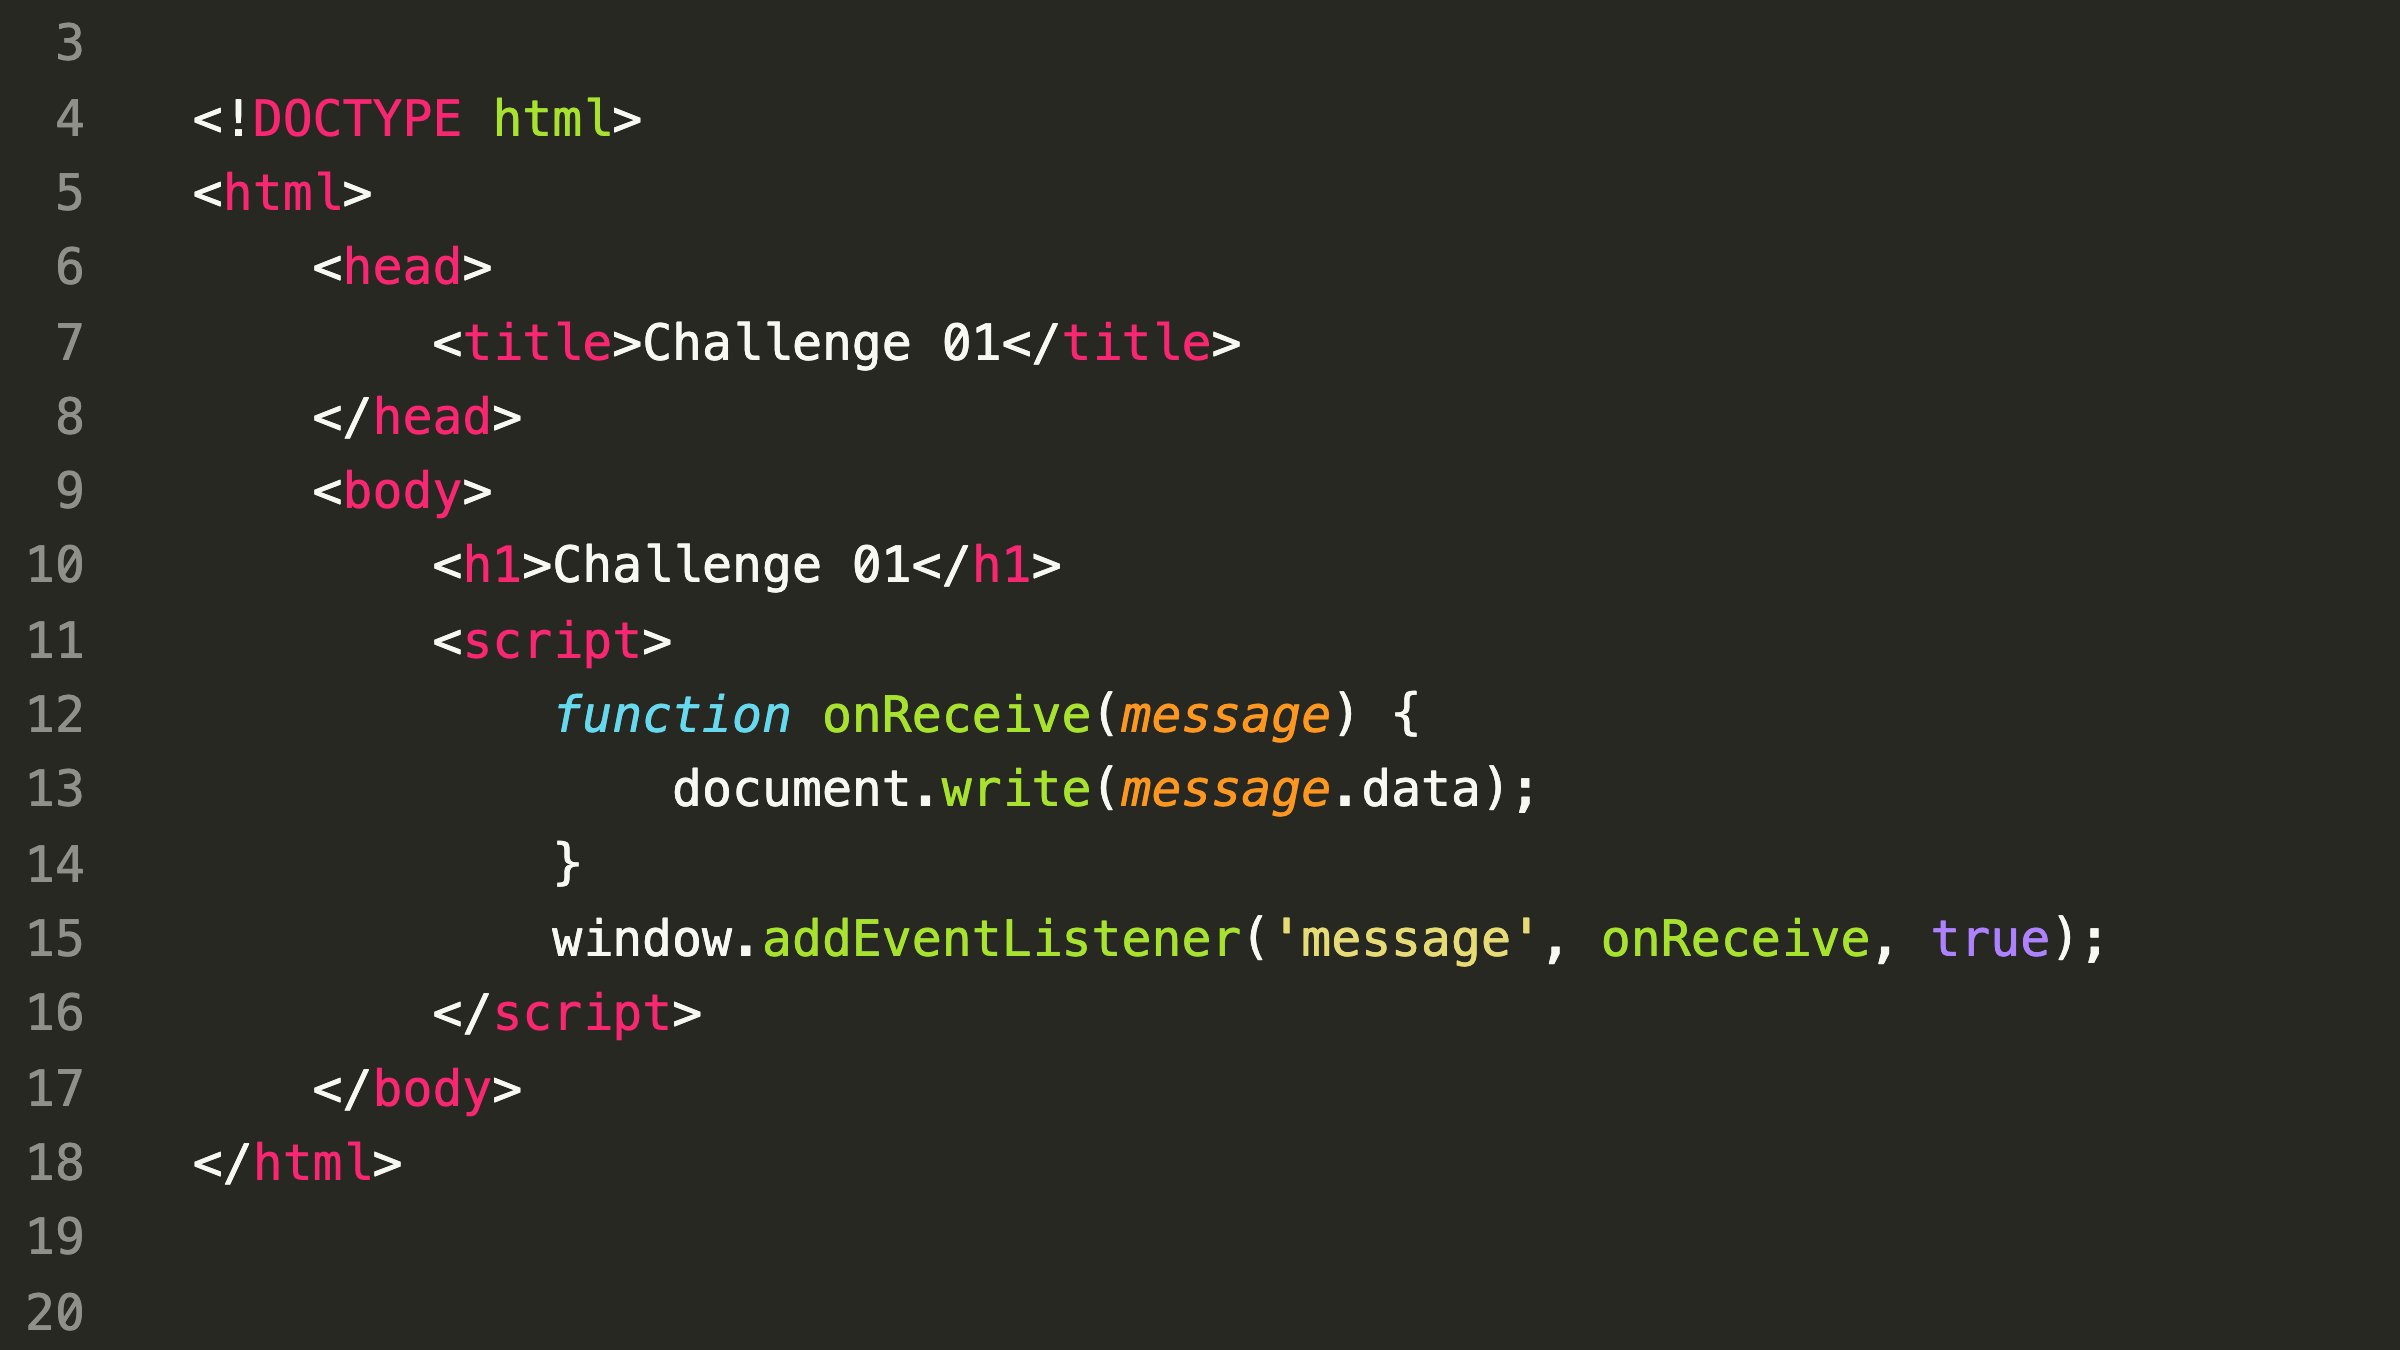 3
4 <!DOCTYPE html>
5 <html>
6 <head>
7 <title>Challenge 01</title>
8 </head>
9 <body>
10 <h1>Challenge 01</h1>
11 <script>
12 function onReceive(message) {
13 document.write(message.data);
14 }
15 window.addEventListener('message', onReceive, true);
16 </script>
17 </body>
18 </html>
19
20